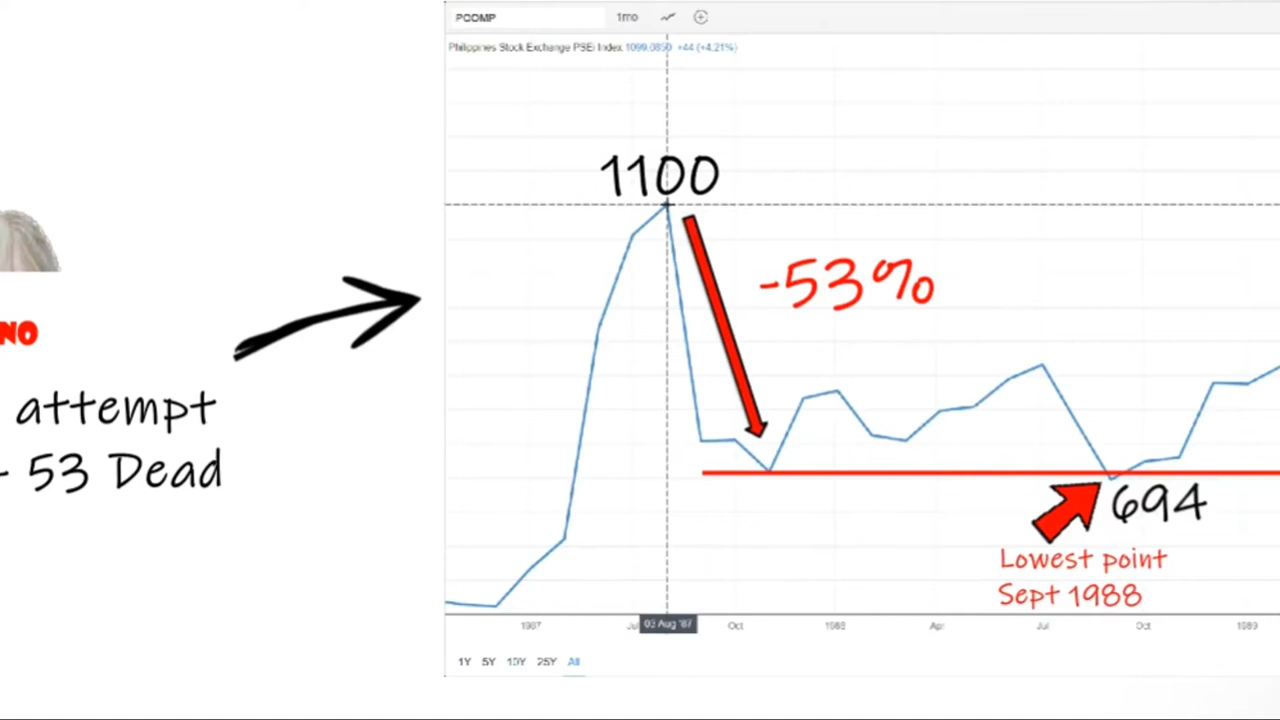 PCOMP 1mo
Philippines Stock Exchange PSEi Index 1099.0850 +44 (+4.21%)
1100
-53%
NO
attempt
- 53 Dead
694
Lowest point
Sept 1988
1987 Jul 03 Aug '87 Oct 1988 Apr Jul Oct 1989
1Y 5Y 10Y 25Y All